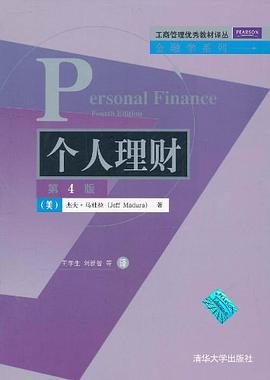 工商管理优秀教材译丛
PEARSON
金融学系列
Personal Finance
Fourth Edition
个人理财
第4版
(美) 杰夫·马杜拉 (Jeff Madura) 著
等 译
清华大学出版社